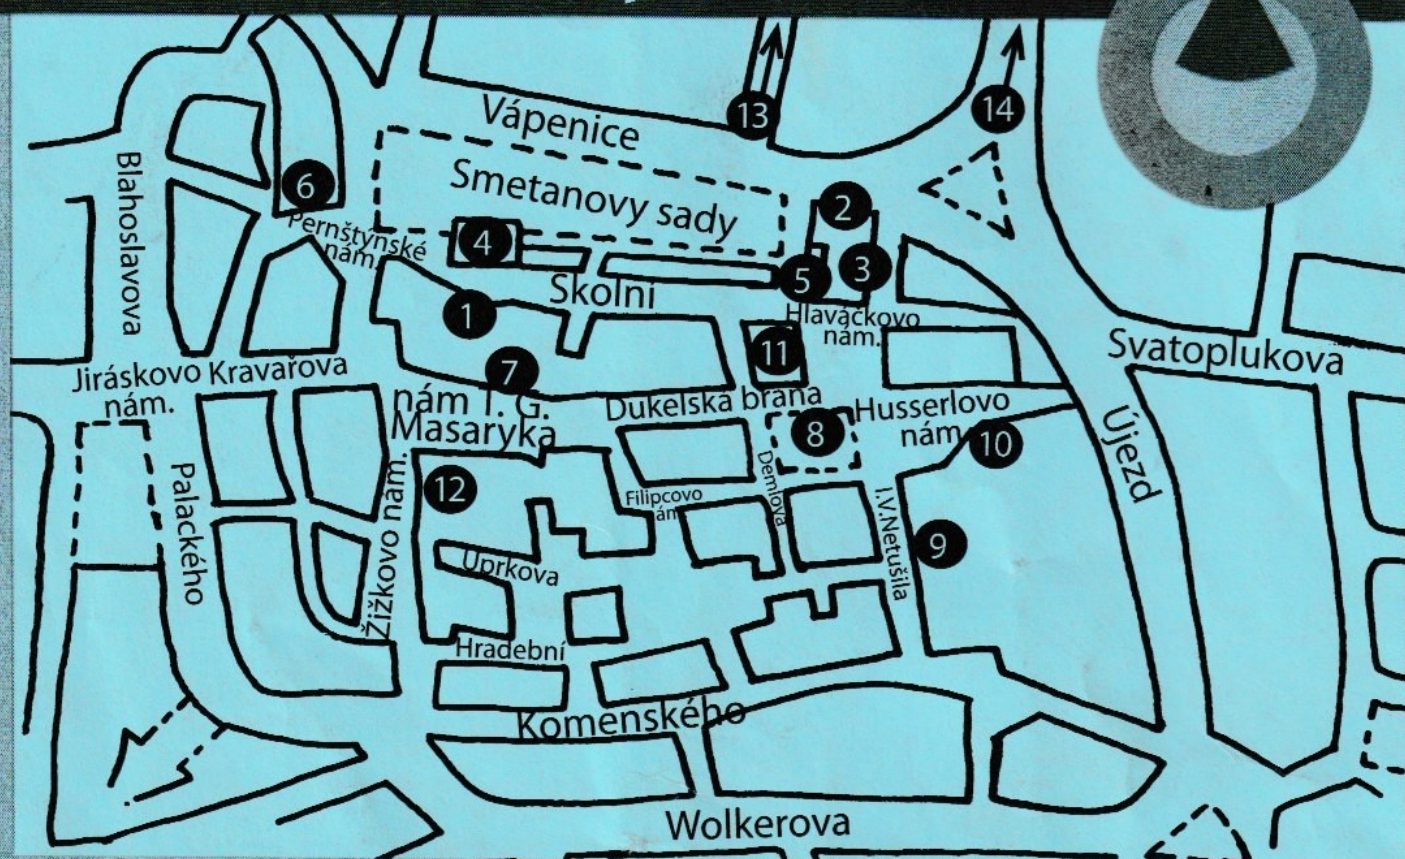 13
14
Vápenice
Smetanovy sady
Blahoslavova
6
2
Pernštýnské
nám.
4
3
5
Školní
1
Hlaváčkovo
nám.
11
Svatoplukova
Jiráskovo
nám.
Kravařova
7
nám T. G.
Masaryka
Dukelská brána
Husserlovo
nám.
8
10
Újezd
Palackého
Žižkovo nám.
12
Filipcovo
nám
Demlova
I.V.Netušila
9
Úprkova
Hradební
Komenského
Wolkerova